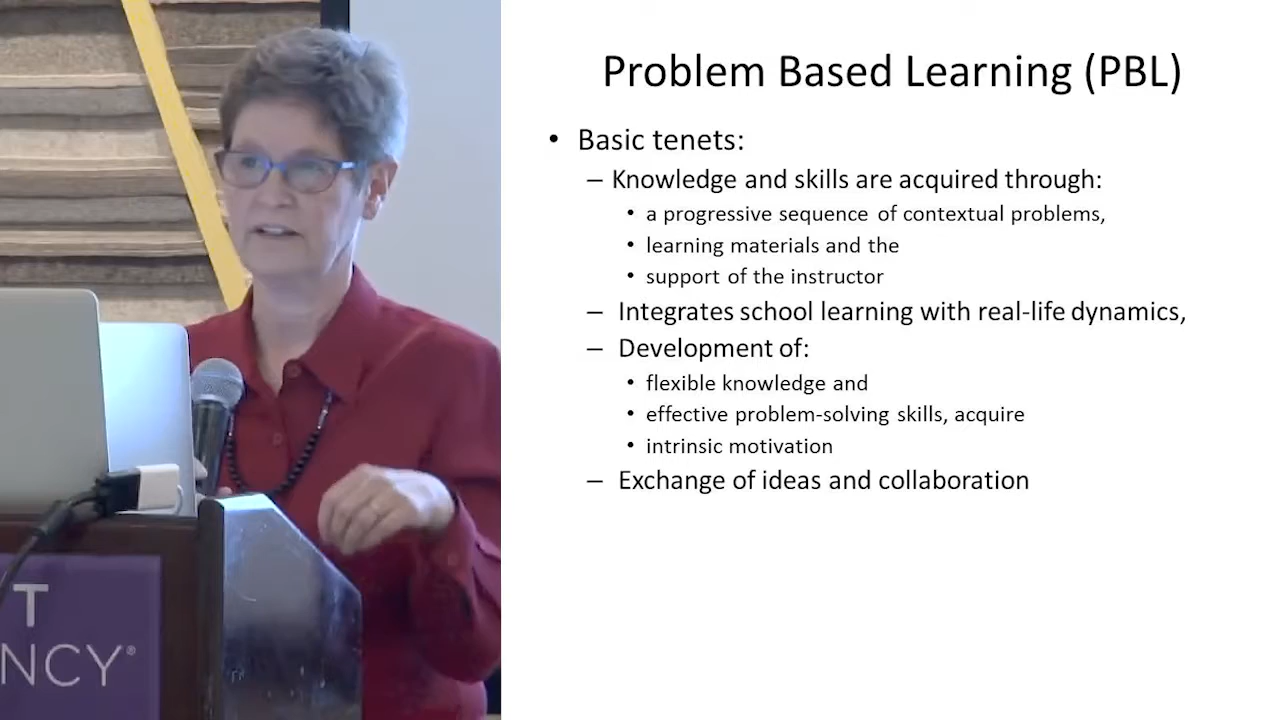 Problem Based Learning (PBL)
• Basic tenets:
– Knowledge and skills are acquired through:
• a progressive sequence of contextual problems,
• learning materials and the
• support of the instructor
– Integrates school learning with real-life dynamics,
– Development of:
• flexible knowledge and
• effective problem-solving skills, acquire
• intrinsic motivation
– Exchange of ideas and collaboration
T
NCY®